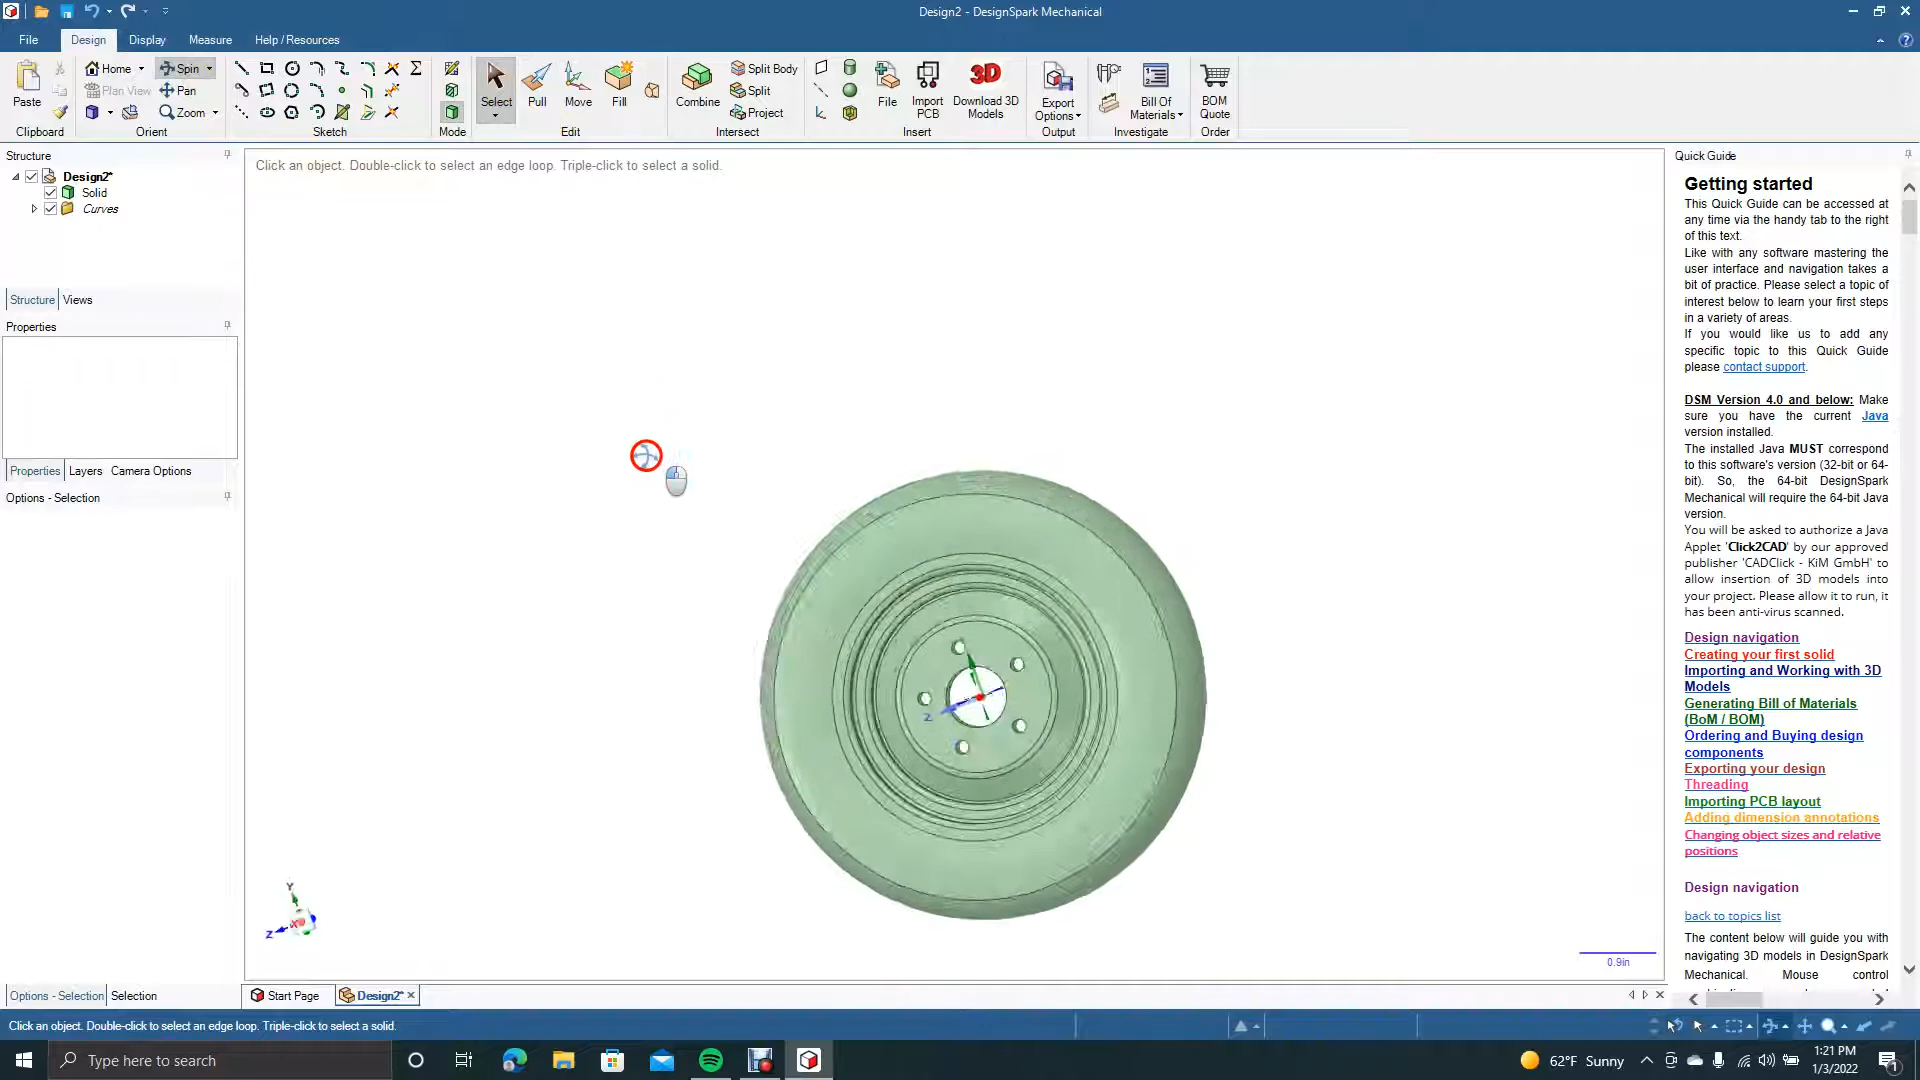 Design2 - DesignSpark Mechanical
File
Design
Display
Measure
Help / Resources
Paste
Clipboard
Home
Plan View
Spin
Pan
Zoom
Orient
Sketch
Mode
Select
Pull
Move
Fill
Edit
Combine
Split Body
Split
Project
Intersect
File
Import
PCB
Download 3D
Models
3D
Insert
Export
Options
Output
Bill Of
Materials
Investigate
BOM
Quote
Order
Structure
Design2*
Solid
Curves
Structure
Views
Properties
Properties
Layers
Camera Options
Options - Selection
Click an object. Double-click to select an edge loop. Triple-click to select a solid.
Z
Y
X
Z
0.9in
Quick Guide
Getting started
This Quick Guide can be accessed at
any time via the handy tab to the right
of this text.
Like with any software mastering the
user interface and navigation takes a
bit of practice. Please select a topic of
interest below to learn your first steps
in a variety of areas.
If you would like us to add any
specific topic to this Quick Guide
please contact support.
DSM Version 4.0 and below: Make
sure you have the current Java
version installed.
The installed Java MUST correspond
to this software's version (32-bit or 64-
bit). So, the 64-bit DesignSpark
Mechanical will require the 64-bit Java
version.
You will be asked to authorize a Java
Applet 'Click2CAD' by our approved
publisher 'CADClick - KiM GmbH' to
allow insertion of 3D models into
your project. Please allow it to run, it
has been anti-virus scanned.
Design navigation
Creating your first solid
Importing and Working with 3D
Models
Generating Bill of Materials
(BoM / BOM)
Ordering and Buying design
components
Exporting your design
Threading
Importing PCB layout
Adding dimension annotations
Changing object sizes and relative
positions
Design navigation
back to topics list
The content below will guide you with
navigating 3D models in DesignSpark
Mechanical. Mouse control
Options - Selection
Selection
Start Page
Design2*
Click an object. Double-click to select an edge loop. Triple-click to select a solid.
Type here to search
62°F Sunny
1:21 PM
1/3/2022
1